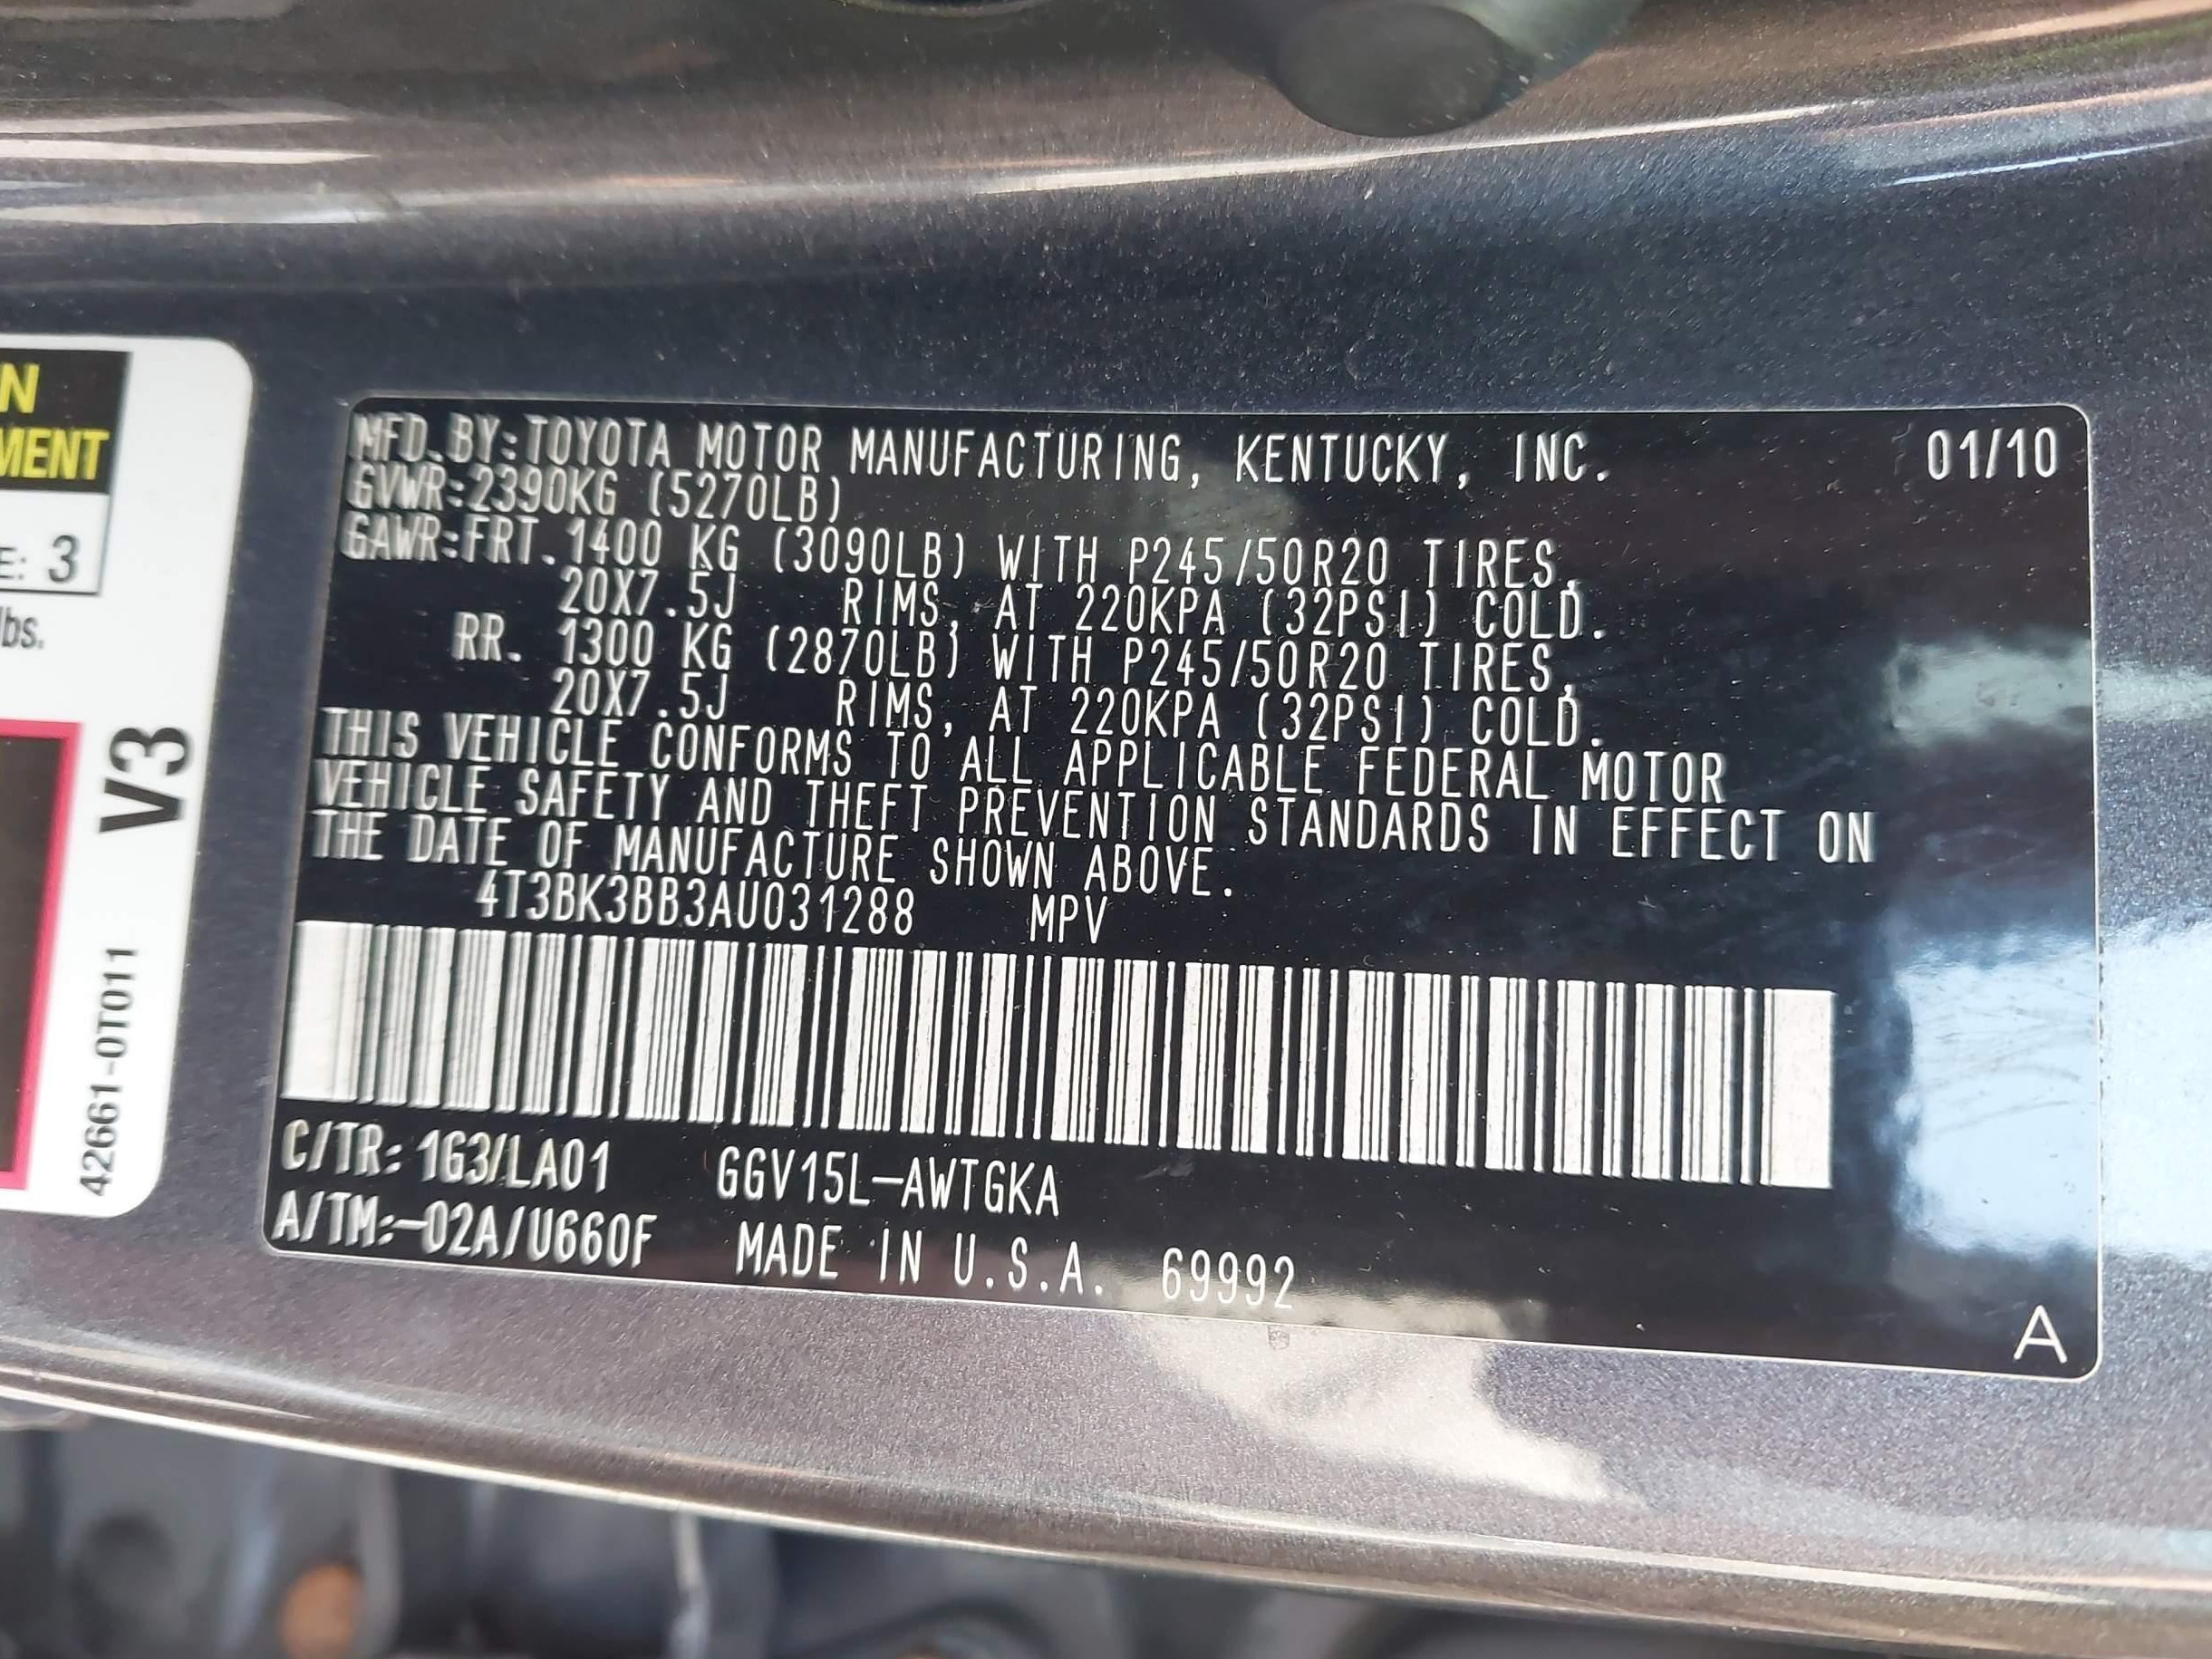 N
MENT
E: 3
lbs.
V3
42661-0T011
MFD.BY:TOYOTA MOTOR MANUFACTURING, KENTUCKY, INC. 01/10
GVWR:2390KG (5270LB)
GAWR:FRT. 1400 KG (3090LB) WITH P245/50R20 TIRES,
20X7.5J RIMS, AT 220KPA (32PSI) COLD.
RR. 1300 KG (2870LB) WITH P245/50R20 TIRES,
20X7.5J RIMS, AT 220KPA (32PSI) COLD.
THIS VEHICLE CONFORMS TO ALL APPLICABLE FEDERAL MOTOR
VEHICLE SAFETY AND THEFT PREVENTION STANDARDS IN EFFECT ON
THE DATE OF MANUFACTURE SHOWN ABOVE.
4T3BK3BB3AU031288 MPV
C/TR: 1G3/LA01 GGV15L-AWTGKA
A/TM:-02A/U660F MADE IN U.S.A. 69992
A